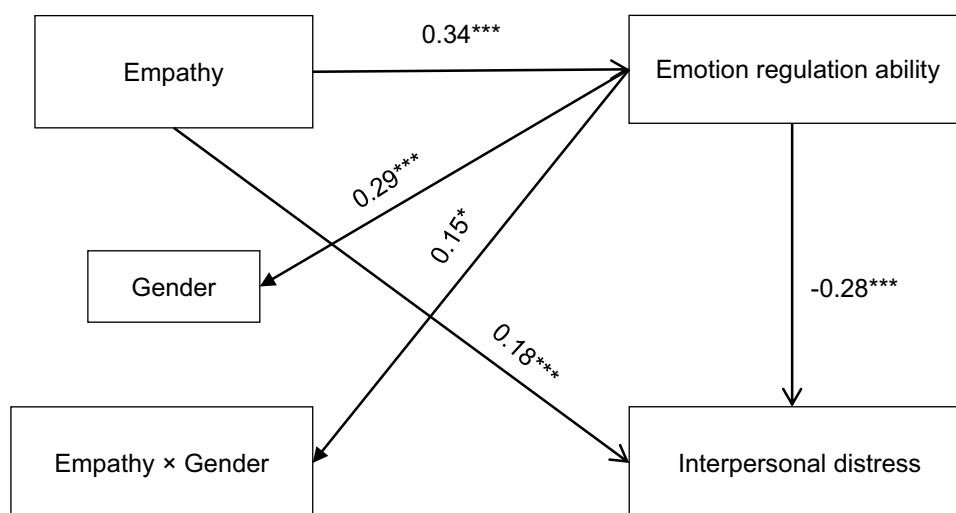 0.34***
Empathy
Emotion regulation ability
0.29***
0.15*
Gender
-0.28***
0.18***
Empathy × Gender
Interpersonal distress